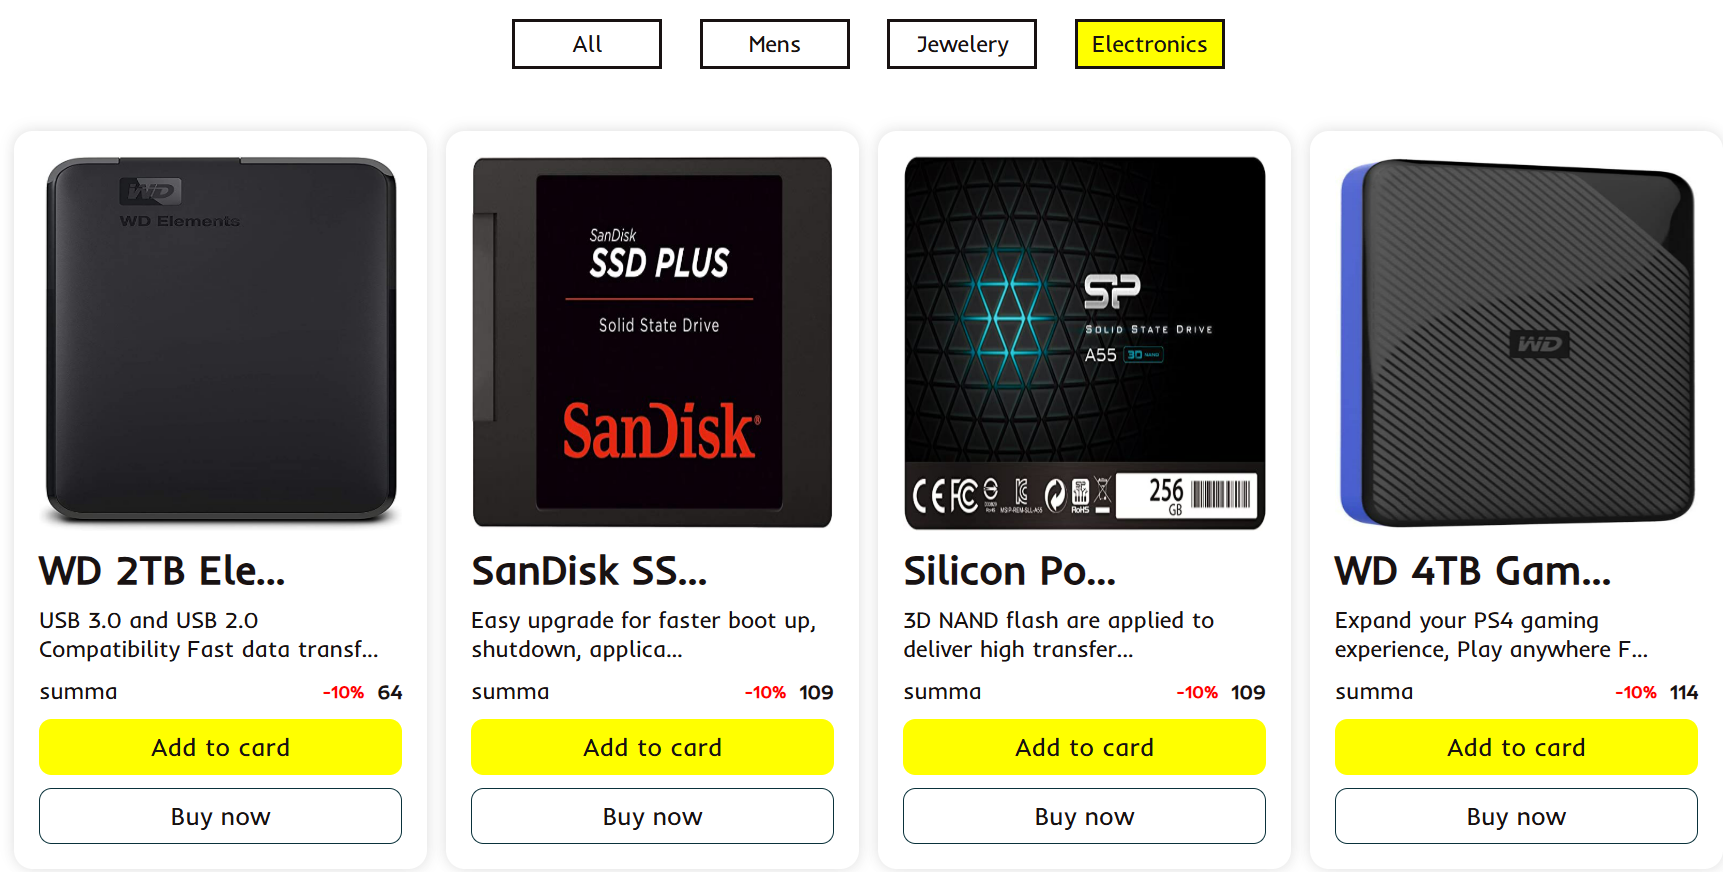 All
Mens
Jewelery
Electronics
WD
WD Elements
SanDisk
SSD PLUS
Solid State Drive
SanDisk®
SP
SOLID STATE DRIVE
A55 3D NAND
CE FC
RoHS
256
GB
WD
WD 2TB Ele...
USB 3.0 and USB 2.0
Compatibility Fast data transf...
summa -10% 64
Add to card
Buy now
SanDisk SS...
Easy upgrade for faster boot up,
shutdown, applica...
summa -10% 109
Add to card
Buy now
Silicon Po...
3D NAND flash are applied to
deliver high transfer...
summa -10% 109
Add to card
Buy now
WD 4TB Gam...
Expand your PS4 gaming
experience, Play anywhere F...
summa -10% 114
Add to card
Buy now